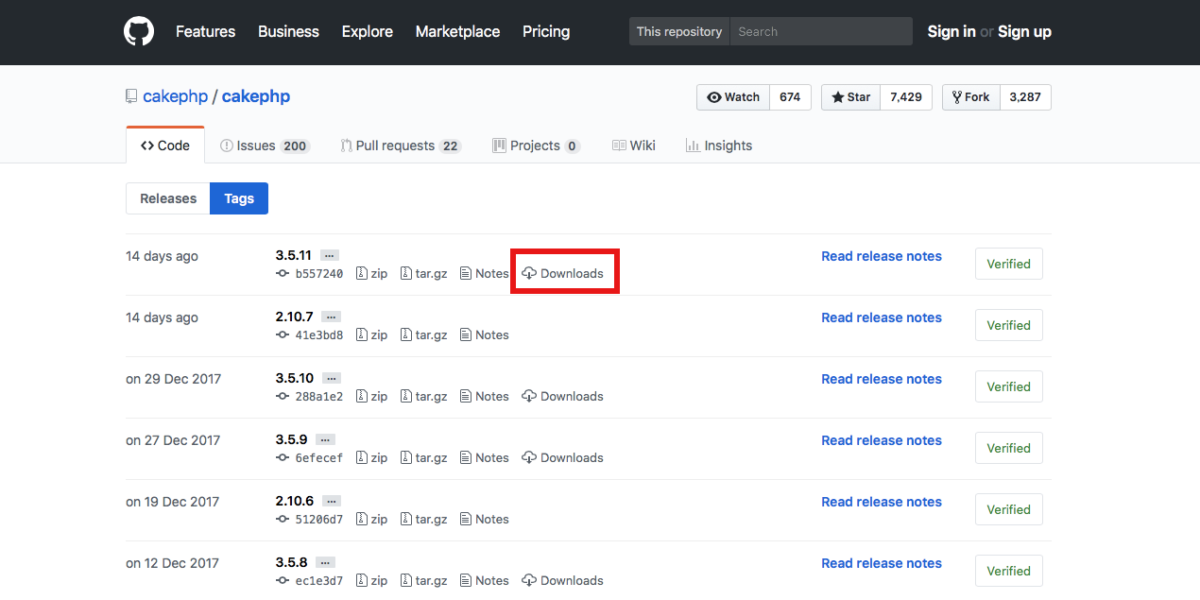 Features Business Explore Marketplace Pricing This repository Search Sign in or Sign up
cakephp / cakephp Watch 674 Star 7,429 Fork 3,287
<> Code Issues 200 Pull requests 22 Projects 0 Wiki Insights
Releases Tags
14 days ago 3.5.11 ... Read release notes Verified
b557240 zip tar.gz Notes Downloads
14 days ago 2.10.7 ... Read release notes Verified
41e3bd8 zip tar.gz Notes
on 29 Dec 2017 3.5.10 ... Read release notes Verified
288a1e2 zip tar.gz Notes Downloads
on 27 Dec 2017 3.5.9 ... Read release notes Verified
6efecef zip tar.gz Notes Downloads
on 19 Dec 2017 2.10.6 ... Read release notes Verified
51206d7 zip tar.gz Notes
on 12 Dec 2017 3.5.8 ... Read release notes Verified
ec1e3d7 zip tar.gz Notes Downloads